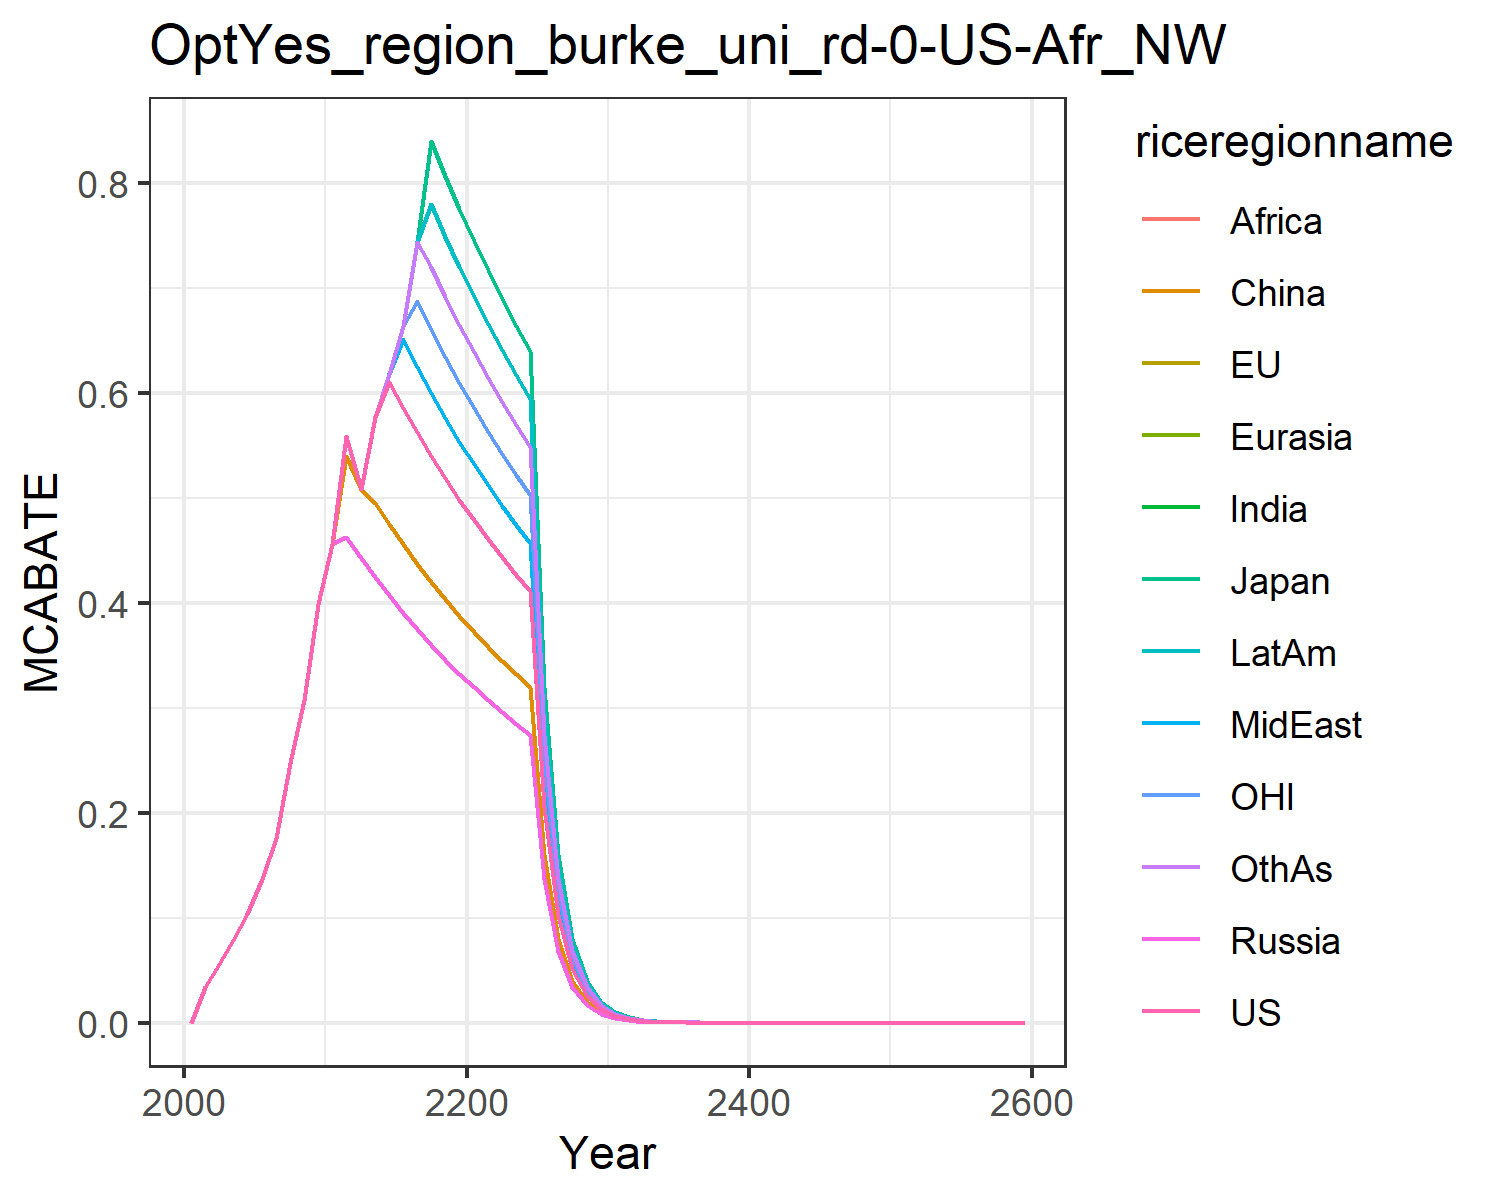 OptYes_region_burke_uni_rd-0-US-Afr_NW
MCABATE
0.8
0.6
0.4
0.2
0.0
2000 2200 2400 2600
Year
riceregionname
Africa
China
EU
Eurasia
India
Japan
LatAm
MidEast
OHI
OthAs
Russia
US